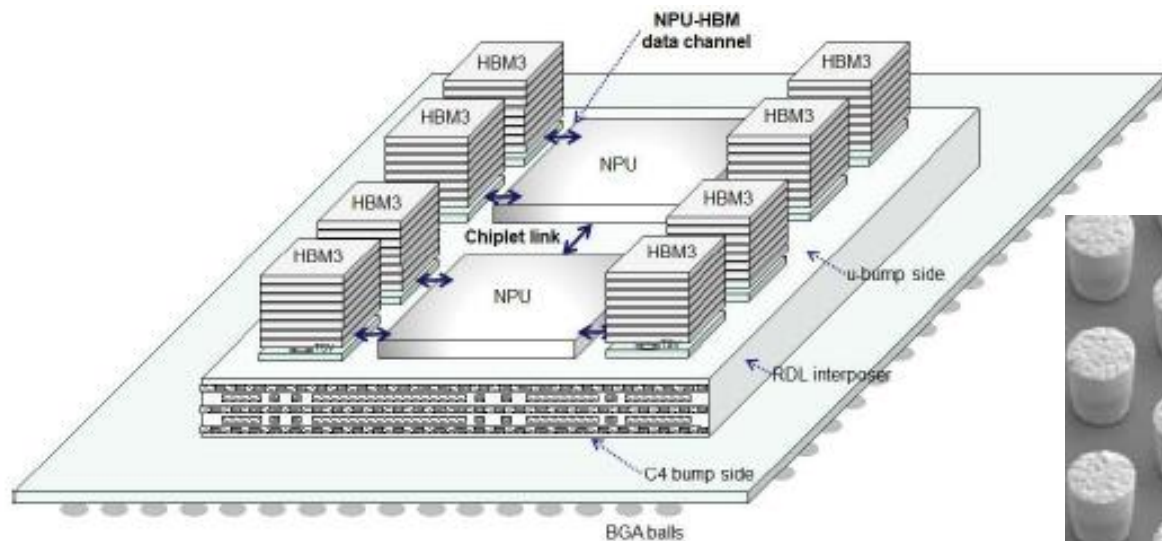 NPU-HBM
data channel
HBM3
HBM3
HBM3
HBM3
NPU
HBM3
HBM3
HBM3
HBM3
Chiplet link
NPU
u-bump side
RDL interposer
C4 bump side
BGA balls